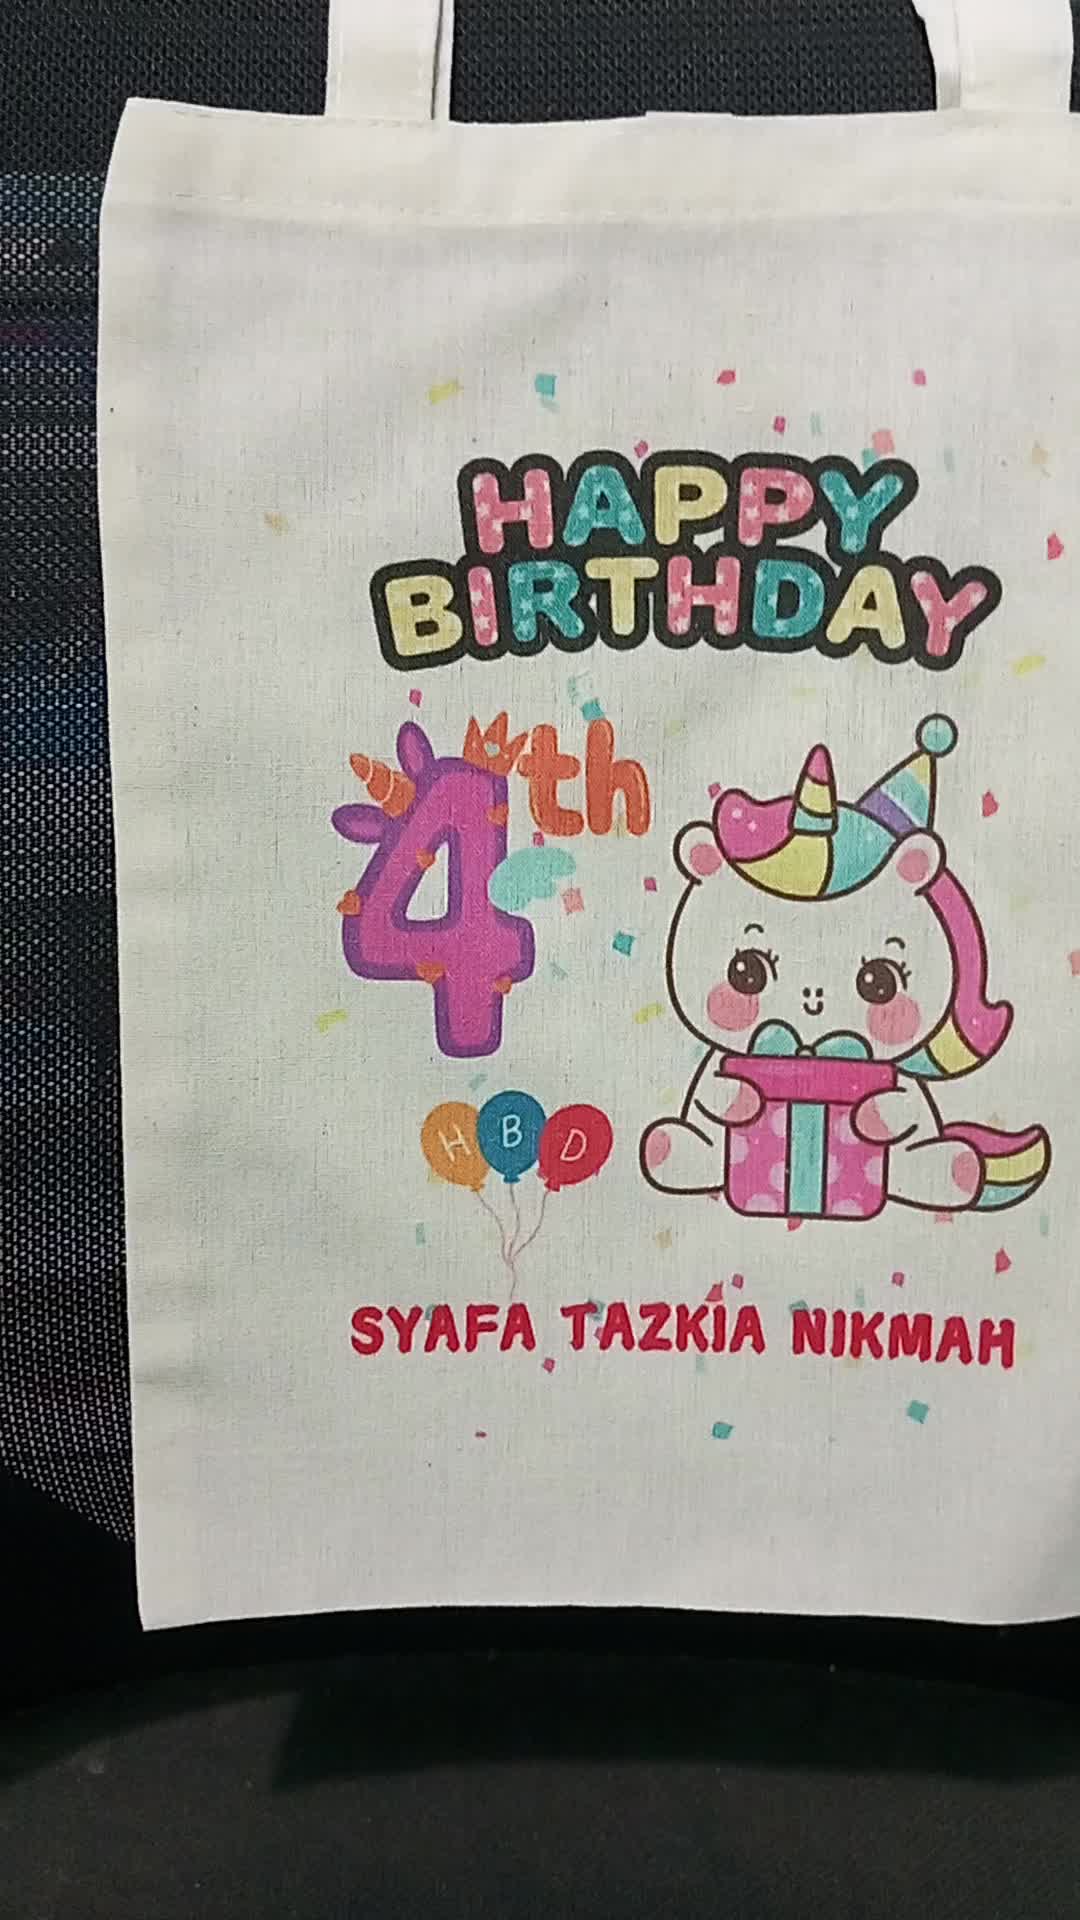 HAPPY
BIRTHDAY
4th
H B D
SYAFA TAZKIA NIKMAH